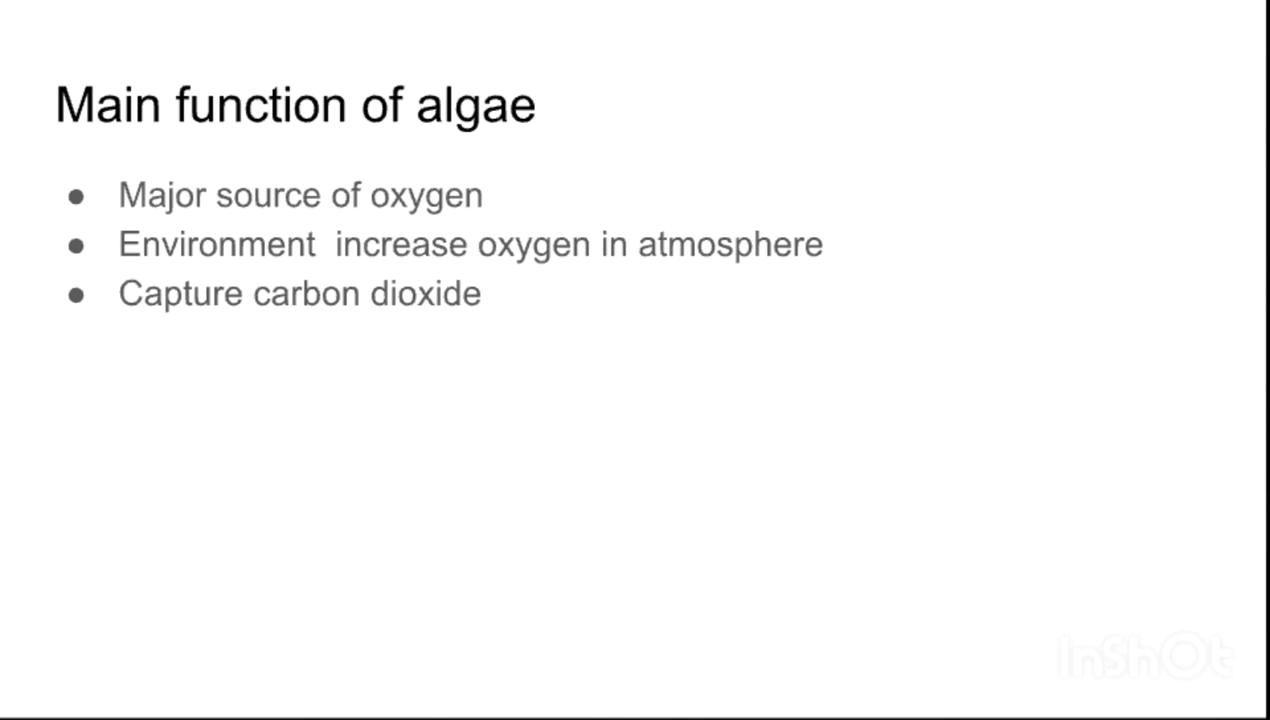 Main function of algae
● Major source of oxygen
● Environment  increase oxygen in atmosphere
● Capture carbon dioxide
InShOt